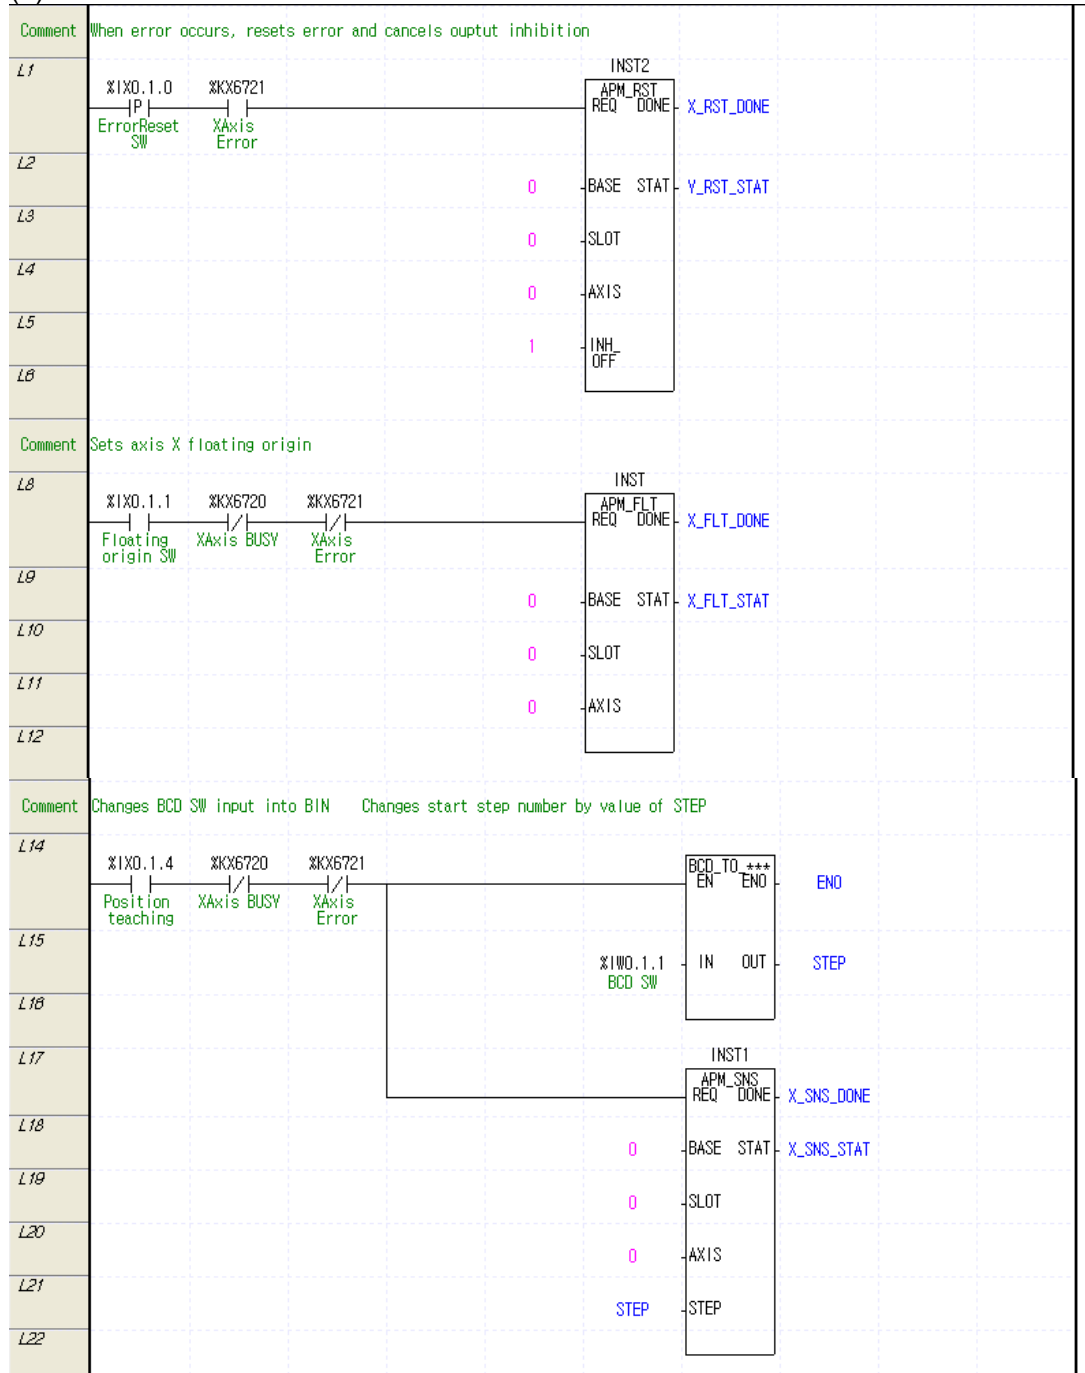 Comment When error occurs, resets error and cancels ouptut inhibition
L1
INST2
%IX0.1.0 %KX6721 APM_RST
P REQ DONE X_RST_DONE
ErrorReset XAxis
SW Error
L2
0 BASE STAT Y_RST_STAT
L3
0 SLOT
L4
0 AXIS
L5
1 INH_
OFF
L6
Comment Sets axis X floating origin
L8
INST
%IX0.1.1 %KX6720 %KX6721 APM_FLT
REQ DONE X_FLT_DONE
Floating XAxis BUSY XAxis
origin SW Error
L9
0 BASE STAT X_FLT_STAT
L10
0 SLOT
L11
0 AXIS
L12
Comment Changes BCD SW input into BIN Changes start step number by value of STEP
L14
%IX0.1.4 %KX6720 %KX6721 BCD_TO_***
EN ENO ENO
Position XAxis BUSY XAxis
teaching Error
L15
%IW0.1.1 IN OUT STEP
BCD SW
L16
L17
INST1
APM_SNS
REQ DONE X_SNS_DONE
L18
0 BASE STAT X_SNS_STAT
L19
0 SLOT
L20
0 AXIS
L21
STEP STEP
L22